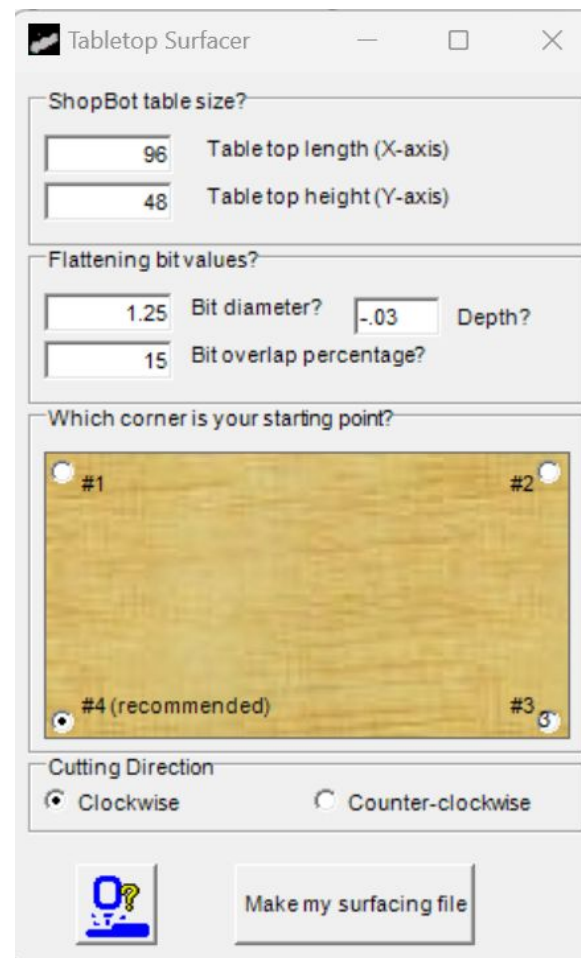 Tabletop Surfacer
ShopBot table size?
96 Table top length (X-axis)
48 Table top height (Y-axis)
Flattening bit values?
1.25 Bit diameter? -.03 Depth?
15 Bit overlap percentage?
Which corner is your starting point?
#1 #2
#4 (recommended) #3 3
Cutting Direction
Clockwise Counter-clockwise
? Make my surfacing file